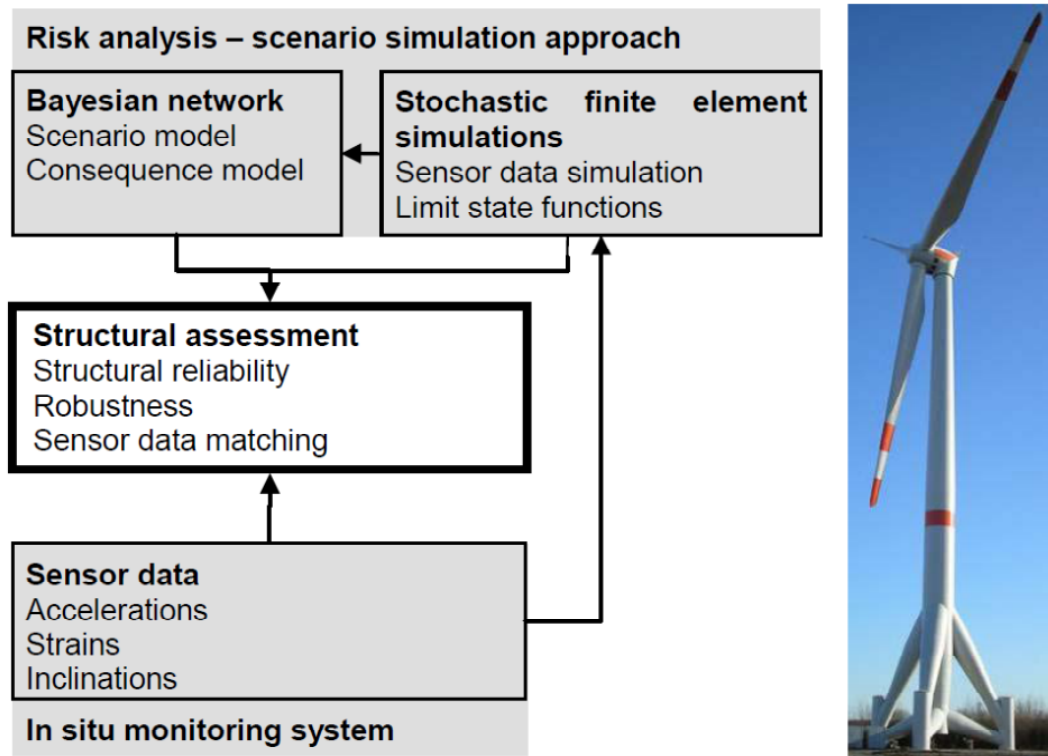 Risk analysis – scenario simulation approach
Bayesian network
Scenario model
Consequence model
Stochastic finite element
simulations
Sensor data simulation
Limit state functions
Structural assessment
Structural reliability
Robustness
Sensor data matching
Sensor data
Accelerations
Strains
Inclinations
In situ monitoring system